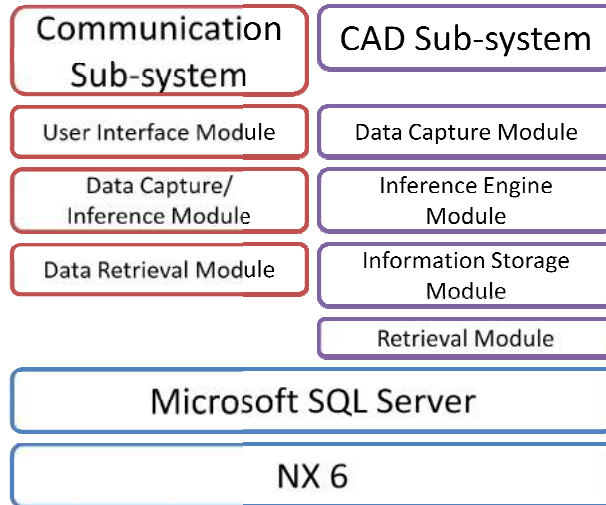 Communication
Sub-system
User Interface Module
Data Capture/
Inference Module
Data Retrieval Module
CAD Sub-system
Data Capture Module
Inference Engine
Module
Information Storage
Module
Retrieval Module
Microsoft SQL Server
NX 6